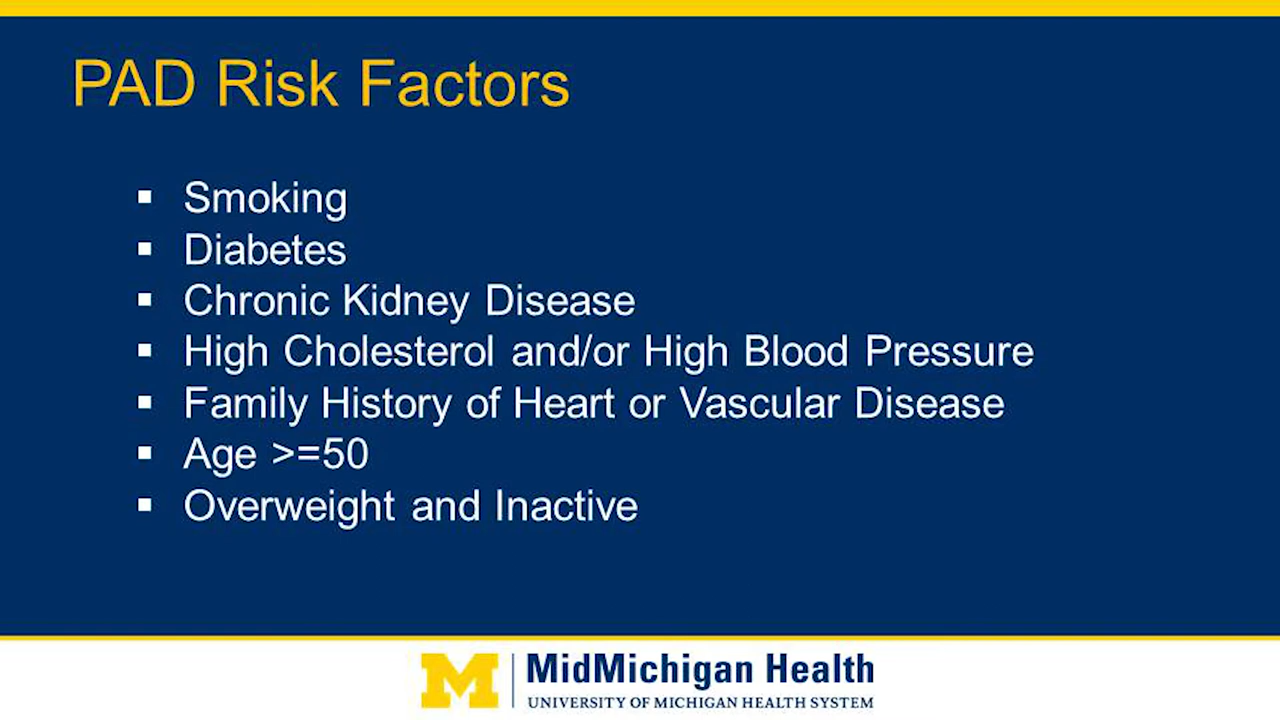 PAD Risk Factors
▪ Smoking
▪ Diabetes
▪ Chronic Kidney Disease
▪ High Cholesterol and/or High Blood Pressure
▪ Family History of Heart or Vascular Disease
▪ Age >=50
▪ Overweight and Inactive
M
MidMichigan Health
UNIVERSITY OF MICHIGAN HEALTH SYSTEM